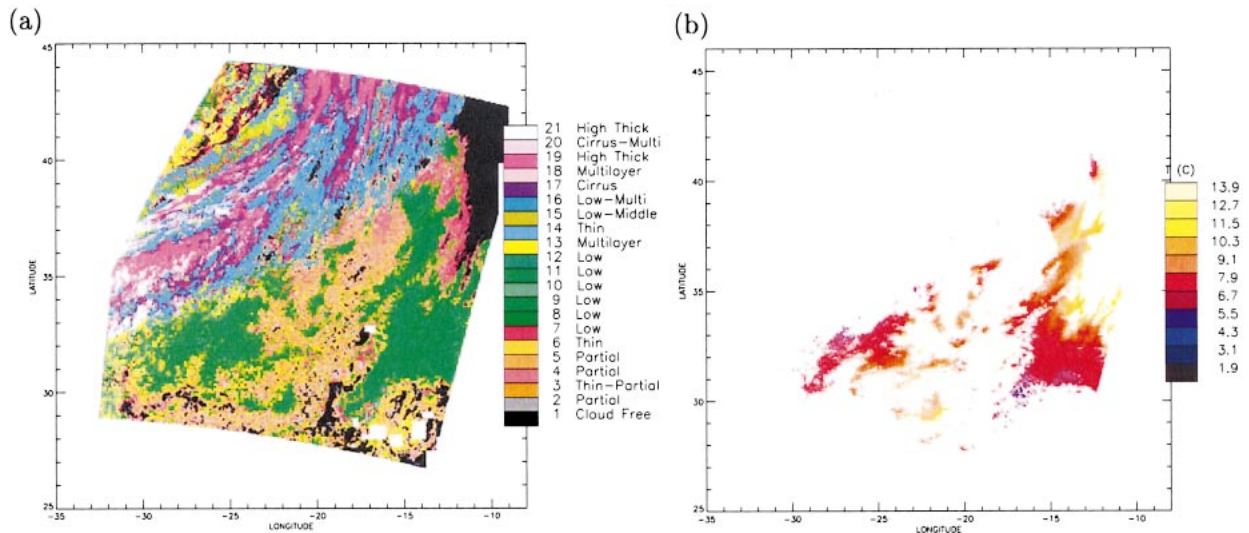 (a)
45
40
35
30
25
LATITUDE
-35
-30
-25
-20
-15
-10
LONGITUDE
21 High Thick
20 Cirrus-Multi
19 High Thick
18 Multilayer
17 Cirrus
16 Low-Multi
15 Low-Middle
14 Thin
13 Multilayer
12 Low
11 Low
10 Low
9 Low
8 Low
7 Low
6 Thin
5 Partial
4 Partial
3 Thin-Partial
2 Partial
1 Cloud Free
(b)
45
40
35
30
25
LATITUDE
-35
-30
-25
-20
-15
-10
LONGITUDE
T (C)
13.9
12.7
11.5
10.3
9.1
7.9
6.7
5.5
4.3
3.1
1.9